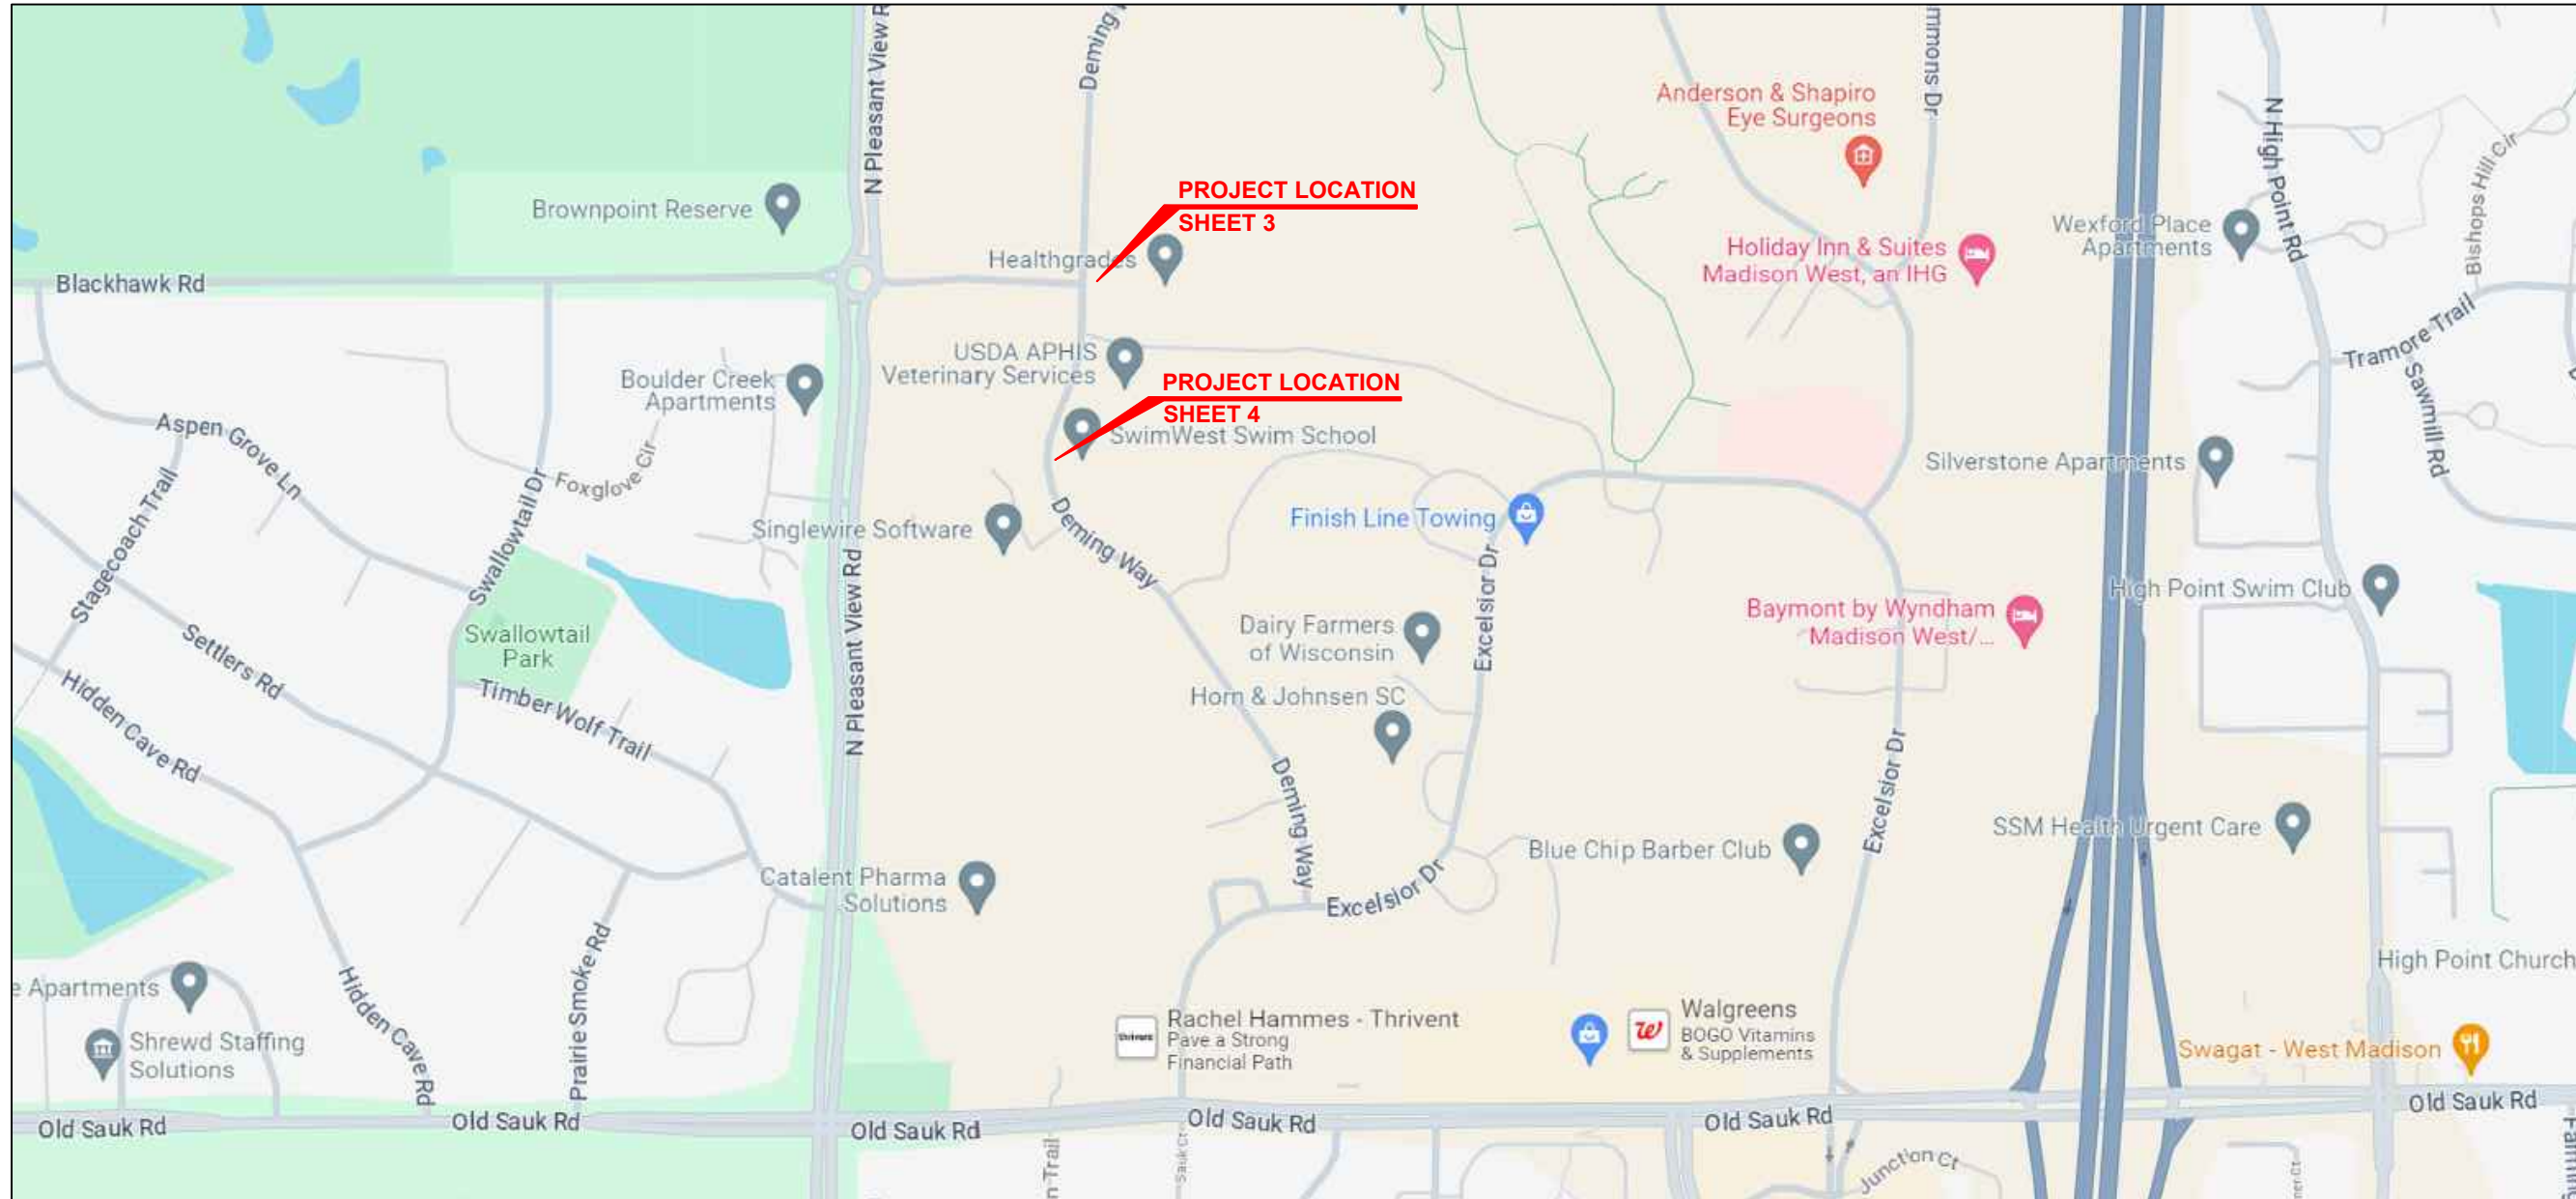 N Pleasant View R
Deming
mmons Dr
N High Point Rd
Bishops Hill Cir
Anderson & Shapiro
Eye Surgeons
PROJECT LOCATION
SHEET 3
Brownpoint Reserve
Healthgrades
Holiday Inn & Suites
Madison West, an IHG
Wexford Place
Apartments
Blackhawk Rd
Tramore Trail
Sawmill Rd
USDA APHIS
Veterinary Services
Boulder Creek
Apartments
PROJECT LOCATION
SHEET 4
SwimWest Swim School
Aspen Grove Ln
Foxglove Cir
Swallowtail Dr
Stagecoach Trail
Silverstone Apartments
Singlewire Software
Deming Way
Finish Line Towing
Excelsior Dr
High Point Swim Club
Baymont by Wyndham
Madison West/...
Swallowtail
Park
Settlers Rd
Hidden Cave Rd
Timber Wolf Trail
N Pleasant View Rd
Dairy Farmers
of Wisconsin
Horn & Johnsen SC
Deming Way
Excelsior Dr
SSM Health Urgent Care
Blue Chip Barber Club
Catalent Pharma
Solutions
Excelsior Dr
Hidden Cave Rd
Prairie Smoke Rd
High Point Church
e Apartments
Shrewd Staffing
Solutions
thrivent
Rachel Hammes - Thrivent
Pave a Strong
Financial Path
Walgreens
BOGO Vitamins
& Supplements
Swagat - West Madison
Old Sauk Rd
Old Sauk Rd
Old Sauk Rd
Old Sauk Rd
Old Sauk Rd
Old Sauk Rd
n Trail
Sauk Ct
Junction Ct